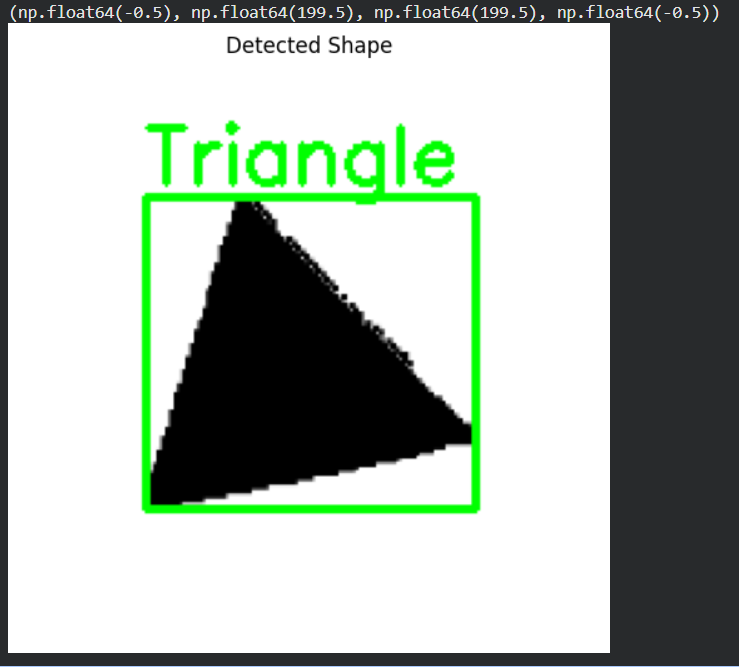 (np.float64(-0.5), np.float64(199.5), np.float64(199.5), np.float64(-0.5))
Detected Shape
Triangle